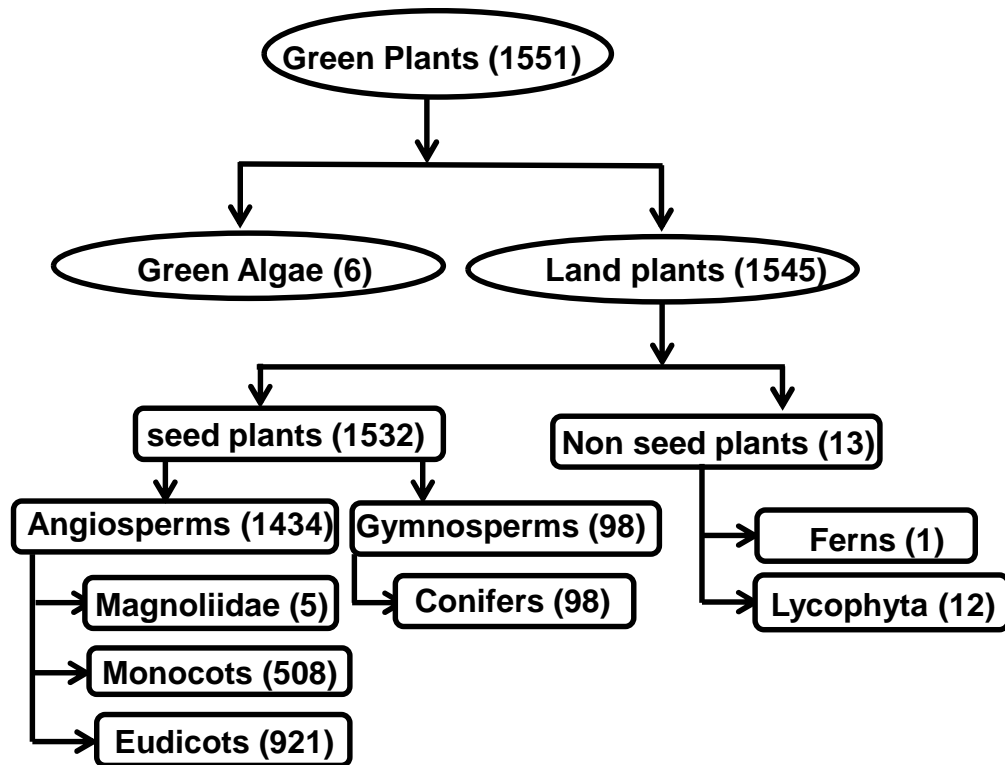 Green Plants (1551)
Green Algae (6)
Land plants (1545)
seed plants (1532)
Non seed plants (13)
Angiosperms (1434)
Gymnosperms (98)
Ferns (1)
Magnoliidae (5)
Conifers (98)
Lycophyta (12)
Monocots (508)
Eudicots (921)